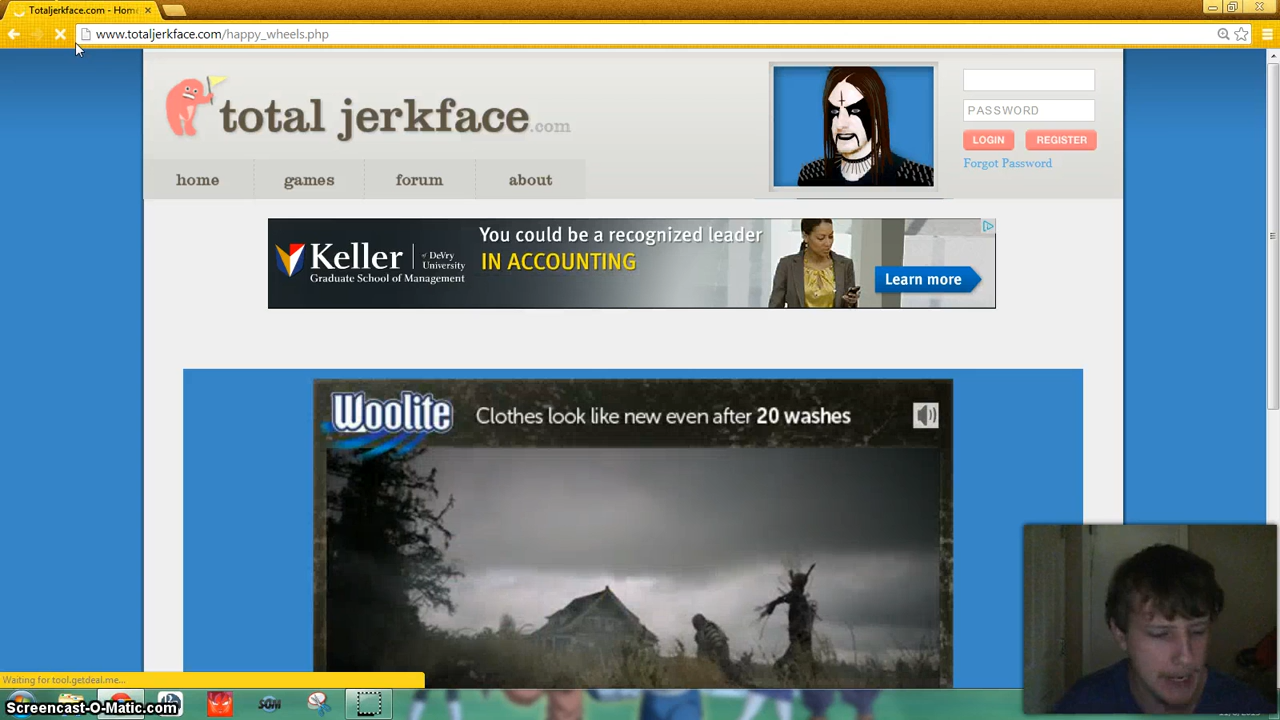 Totaljerkface.com - Hom
www.totaljerkface.com/happy_wheels.php
total jerkface.com
PASSWORD
LOGIN
REGISTER
Forgot Password
home
games
forum
about
Keller
of DeVry
University
Graduate School of Management
You could be a recognized leader
IN ACCOUNTING
Learn more
Woolite
Clothes look like new even after 20 washes
Waiting for tool.getdeal.me...
SOM
Screencast-O-Matic.com